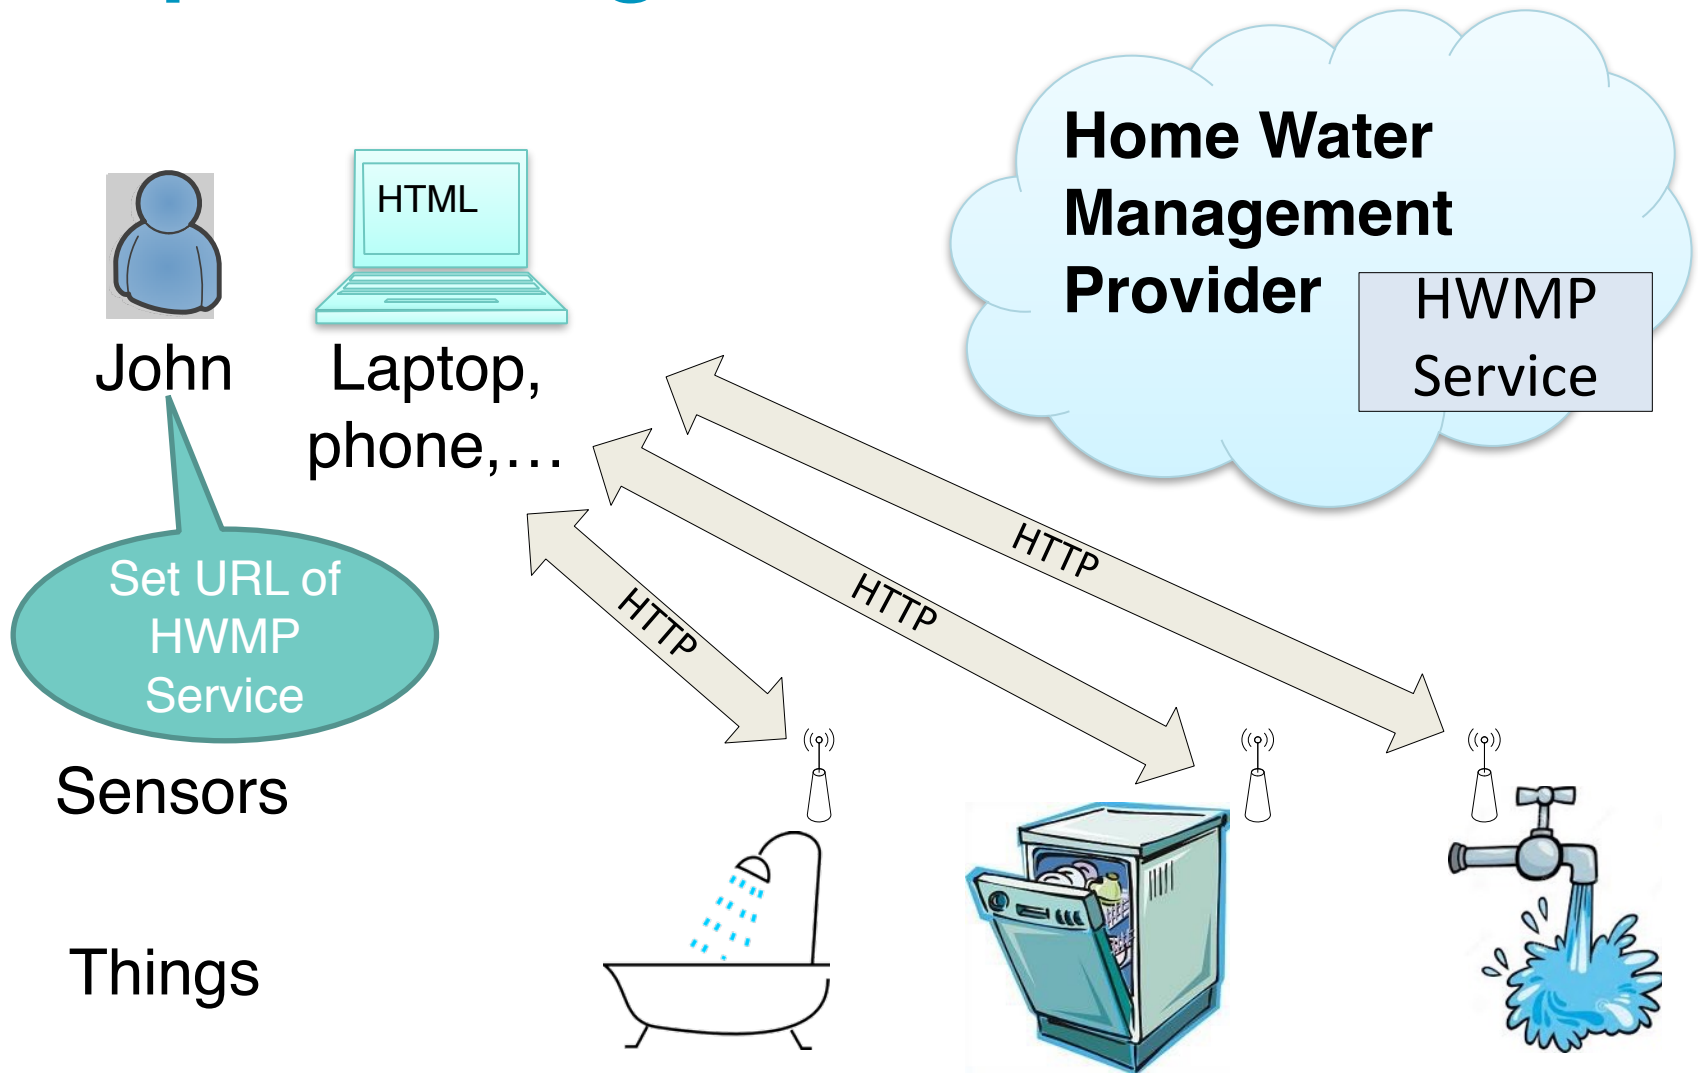 Home Water
Management
Provider
HWMP
Service
HTML
John
Laptop,
phone,...
Set URL of
HWMP
Service
HTTP
HTTP
HTTP
Sensors
Things